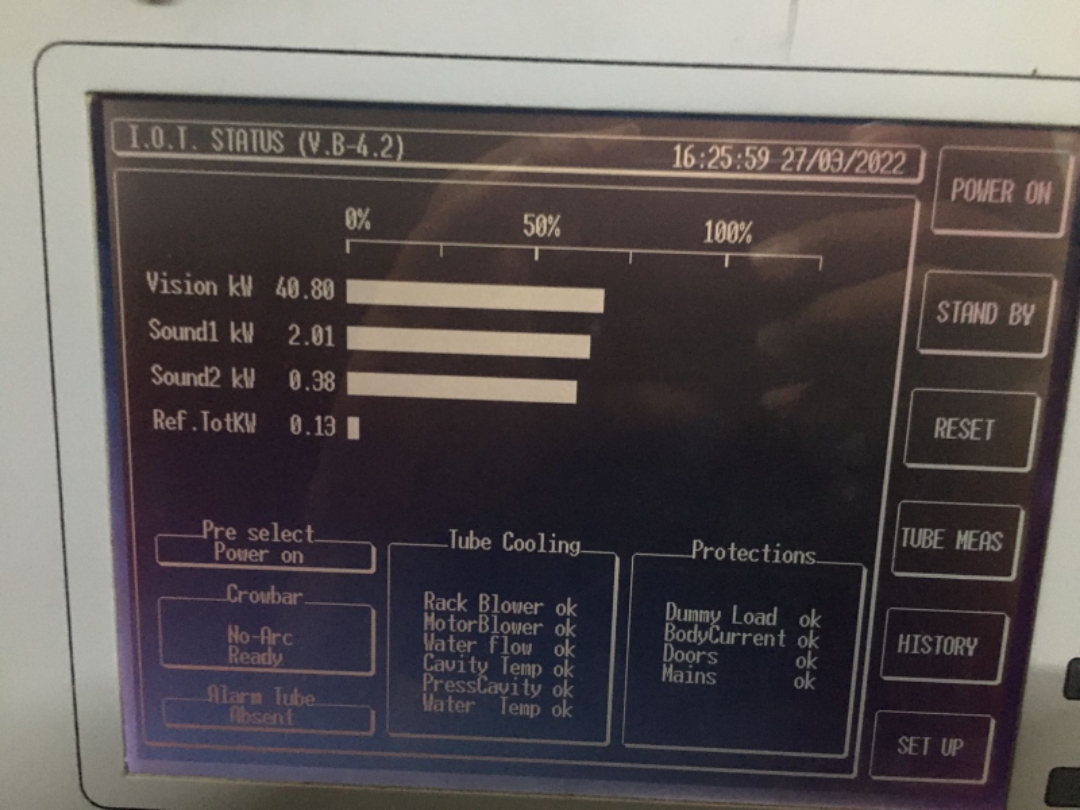 I.O.T. STATUS (V.B-4.2)
16:25:59 27/03/2022
0% 50% 100%
Vision kW 40.80
Sound1 kW 2.01
Sound2 kW 0.38
Ref.TotKW 0.13
Pre select
Power on
Crowbar
No-Arc
Ready
Alarm Tube
Absent
Tube Cooling
Rack Blower ok
MotorBlower ok
Water flow ok
Cavity Temp ok
PressCavity ok
Water Temp ok
Protections
Dummy Load ok
BodyCurrent ok
Doors ok
Mains ok
POWER ON
STAND BY
RESET
TUBE MEAS
HISTORY
SET UP